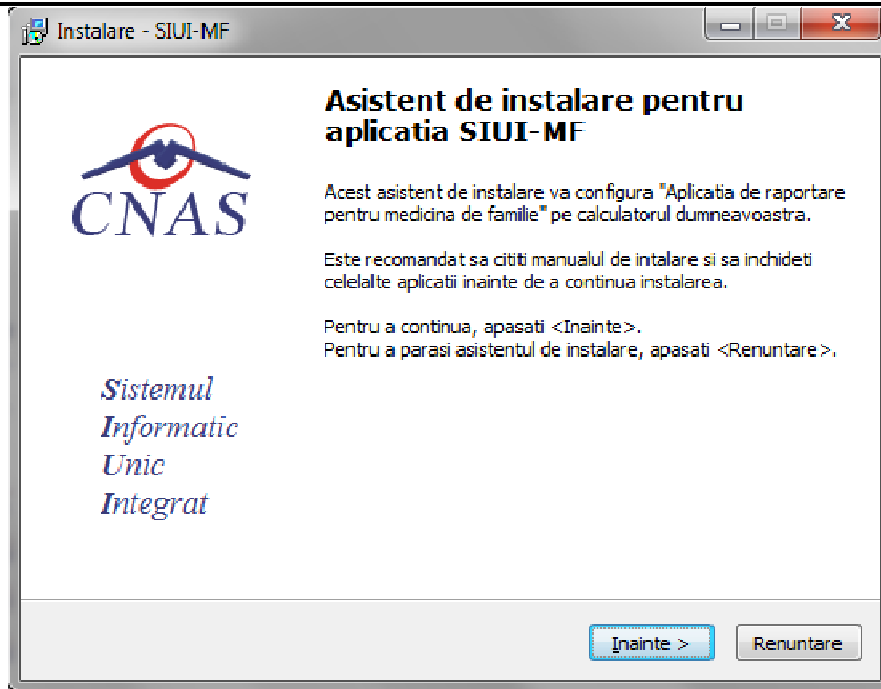 Instalare - SIUI-MF
Asistent de instalare pentru
aplicatia SIUI-MF
Acest asistent de instalare va configura "Aplicatia de raportare
pentru medicina de familie" pe calculatorul dumneavoastra.
Este recomandat sa cititi manualul de intalare si sa inchideti
celelalte aplicatii inainte de a continua instalarea.
Pentru a continua, apasati <Inainte>.
Pentru a parasi asistentul de instalare, apasati <Renuntare>.
CNAS
Sistemul
Informatic
Unic
Integrat
Inainte >
Renuntare